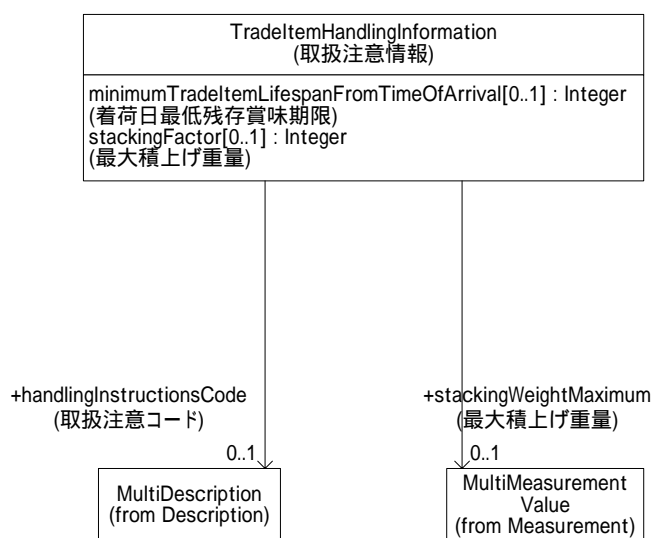 TradeItemHandlingInformation
(取扱注意情報)
minimumTradeItemLifespanFromTimeOfArrival[0..1] : Integer
(着荷日最低残存賞味期限)
stackingFactor[0..1] : Integer
(最大積上げ重量)
+handlingInstructionsCode
(取扱注意コード)
0..1
+stackingWeightMaximum
(最大積上げ重量)
0..1
MultiDescription
(from Description)
MultiMeasurement
Value
(from Measurement)